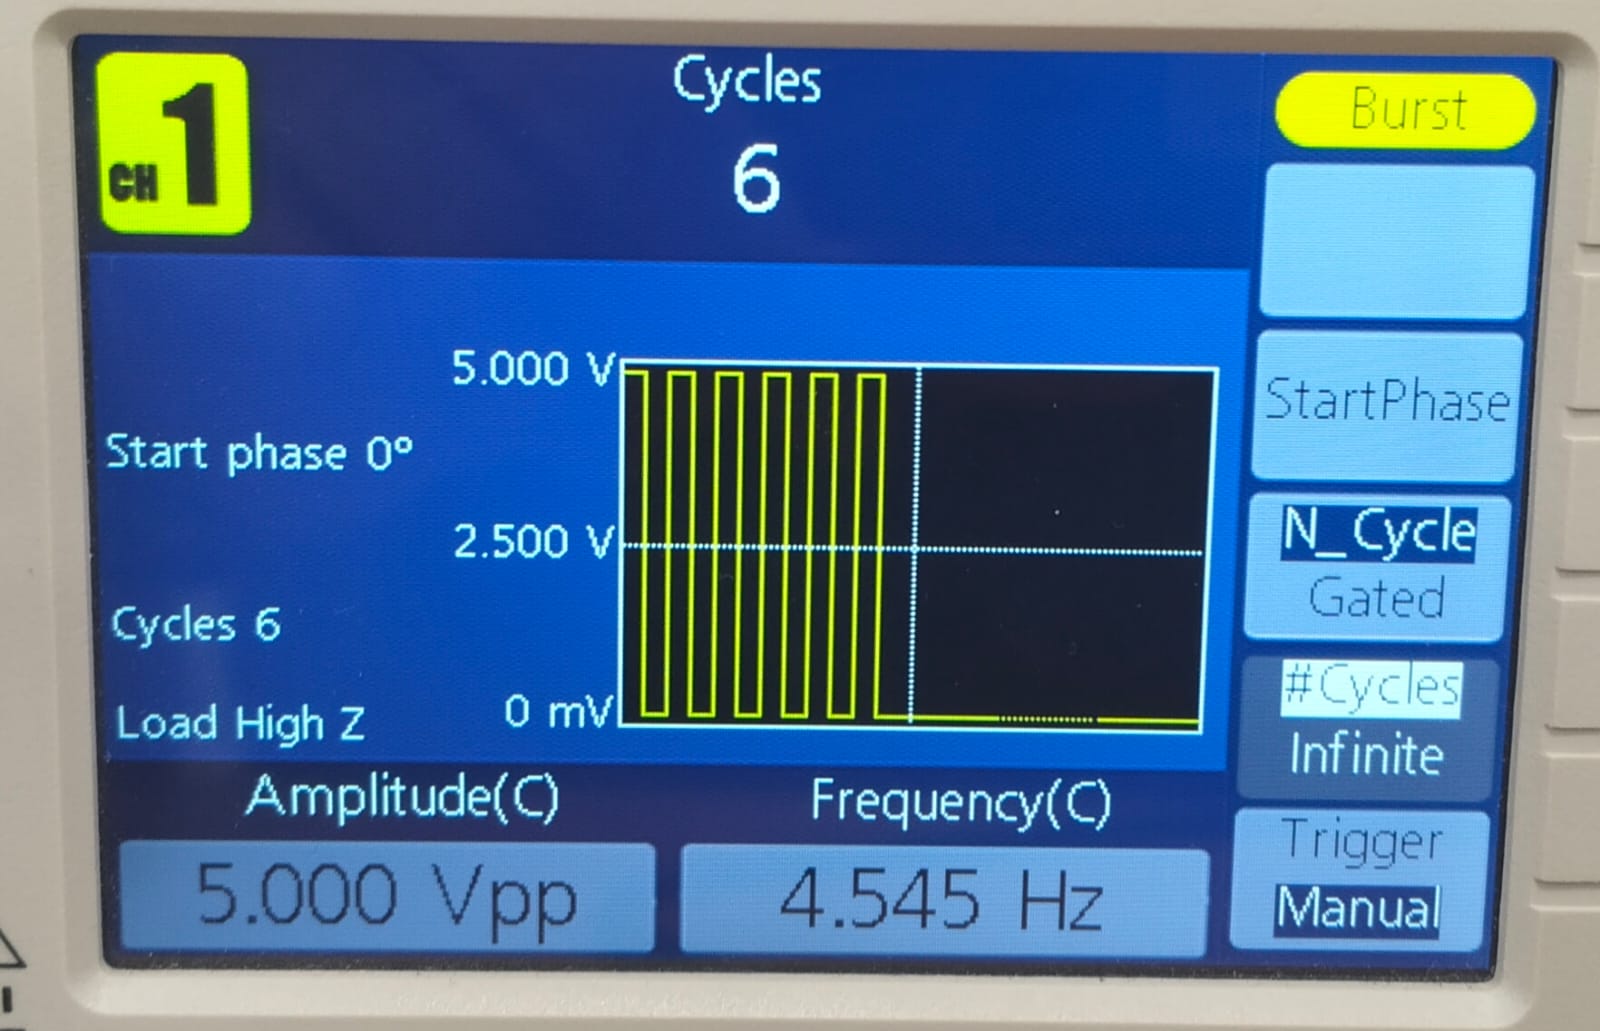 CH 1
Cycles
6
Burst
5.000 V
StartPhase
Start phase 0°
2.500 V
N_Cycle
Gated
Cycles 6
#Cycles
Infinite
Load High Z
0 mV
Amplitude(C)
Frequency(C)
5.000 Vpp
4.545 Hz
Trigger
Manual